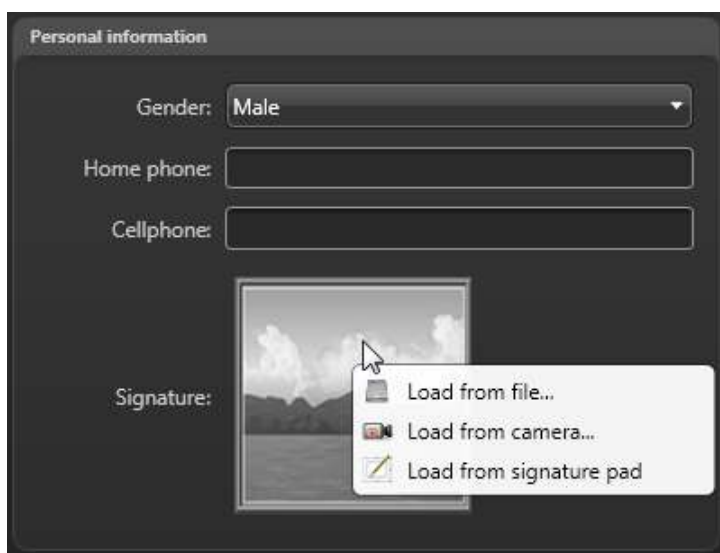 Personal information
Gender: Male
Home phone:
Cellphone:
Signature:
Load from file...
Load from camera...
Load from signature pad